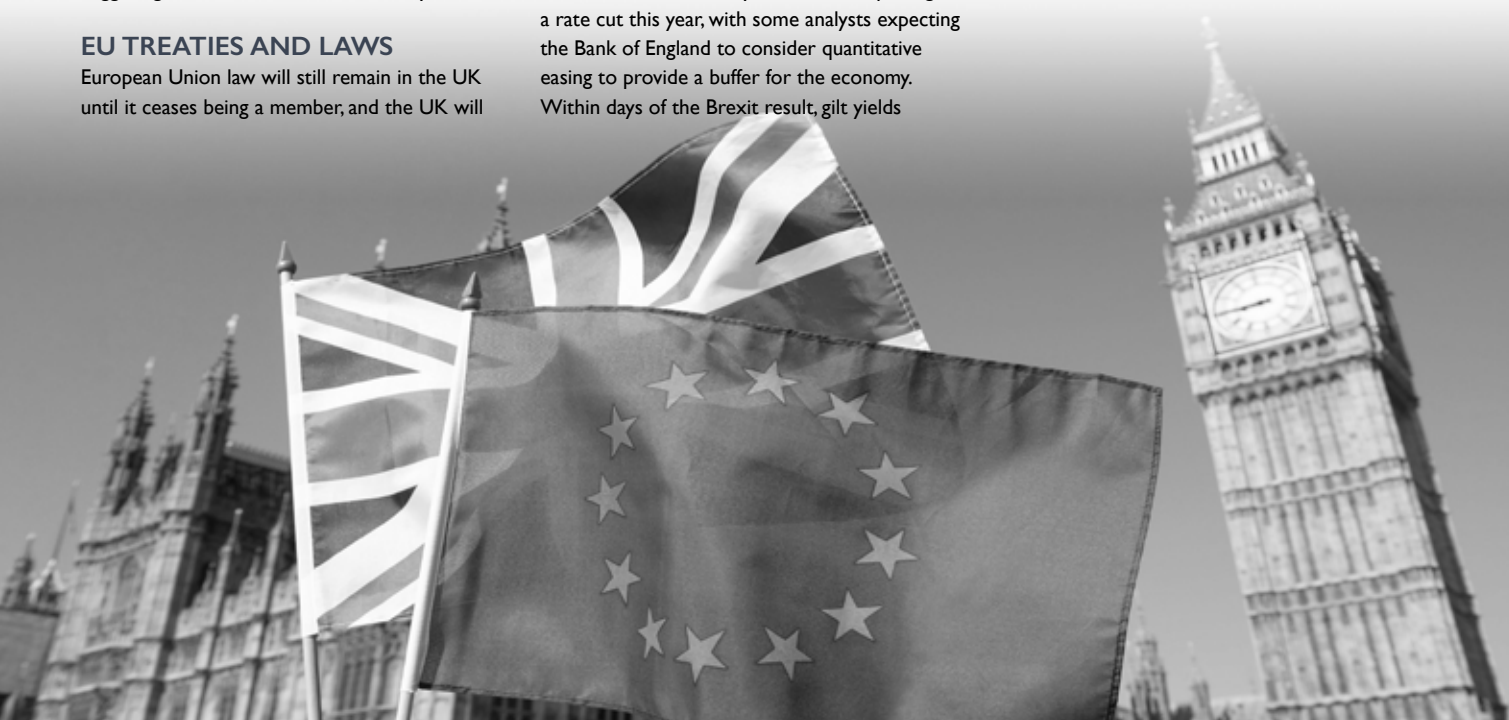 EU TREATIES AND LAWS
European Union law will still remain in the UK
until it ceases being a member, and the UK will
a rate cut this year, with some analysts expecting
the Bank of England to consider quantitative
easing to provide a buffer for the economy.
Within days of the Brexit result, gilt yields